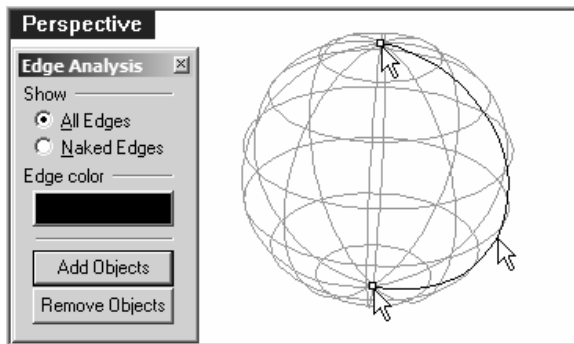 Perspective
Edge Analysis
Show
All Edges
Naked Edges
Edge color
Add Objects
Remove Objects